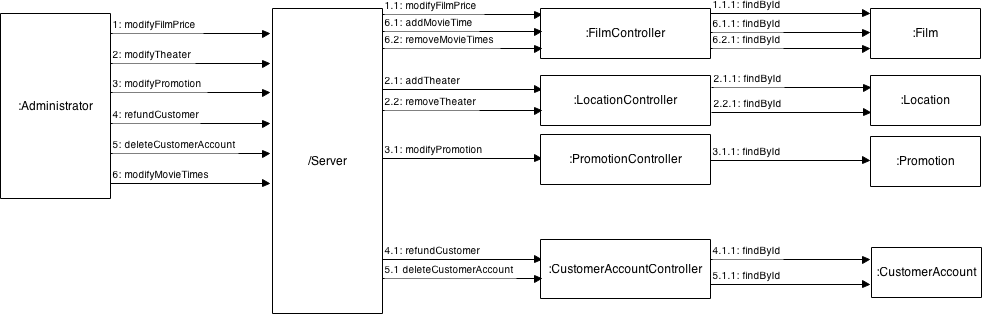 :Administrator
1: modifyFilmPrice
2: modifyTheater
3: modifyPromotion
4: refundCustomer
5: deleteCustomerAccount
6: modifyMovieTimes
/Server
1.1: modifyFilmPrice
6.1: addMovieTime
6.2: removeMovieTimes
2.1: addTheater
2.2: removeTheater
3.1: modifyPromotion
4.1: refundCustomer
5.1 deleteCustomerAccount
:FilmController
:LocationController
:PromotionController
:CustomerAccountController
1.1.1: findById
6.1.1: findById
6.2.1: findById
2.1.1: findById
2.2.1: findById
3.1.1: findById
4.1.1: findById
5.1.1: findById
:Film
:Location
:Promotion
:CustomerAccount